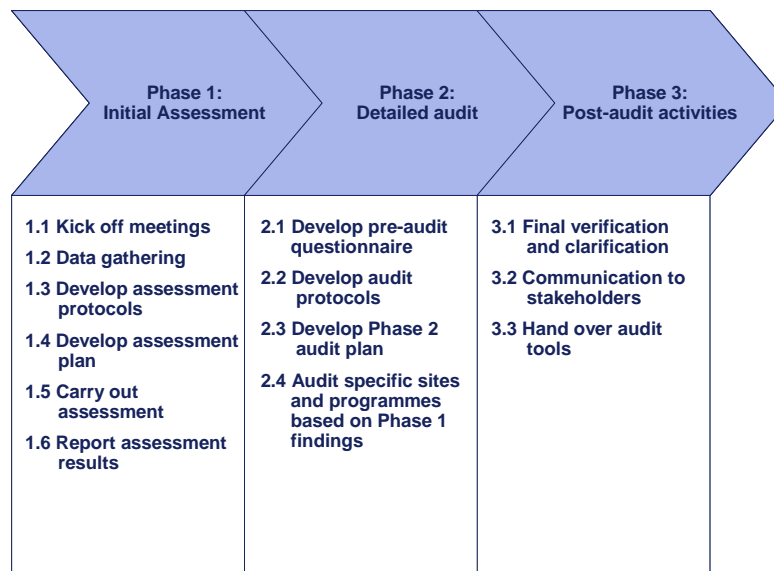 Phase 1:
Initial Assessment
Phase 2:
Detailed audit
Phase 3:
Post-audit activities
1.1 Kick off meetings
1.2 Data gathering
1.3 Develop assessment
protocols
1.4 Develop assessment
plan
1.5 Carry out
assessment
1.6 Report assessment
results
2.1 Develop pre-audit
questionnaire
2.2 Develop audit
protocols
2.3 Develop Phase 2
audit plan
2.4 Audit specific sites
and programmes
based on Phase 1
findings
3.1 Final verification
and clarification
3.2 Communication to
stakeholders
3.3 Hand over audit
tools